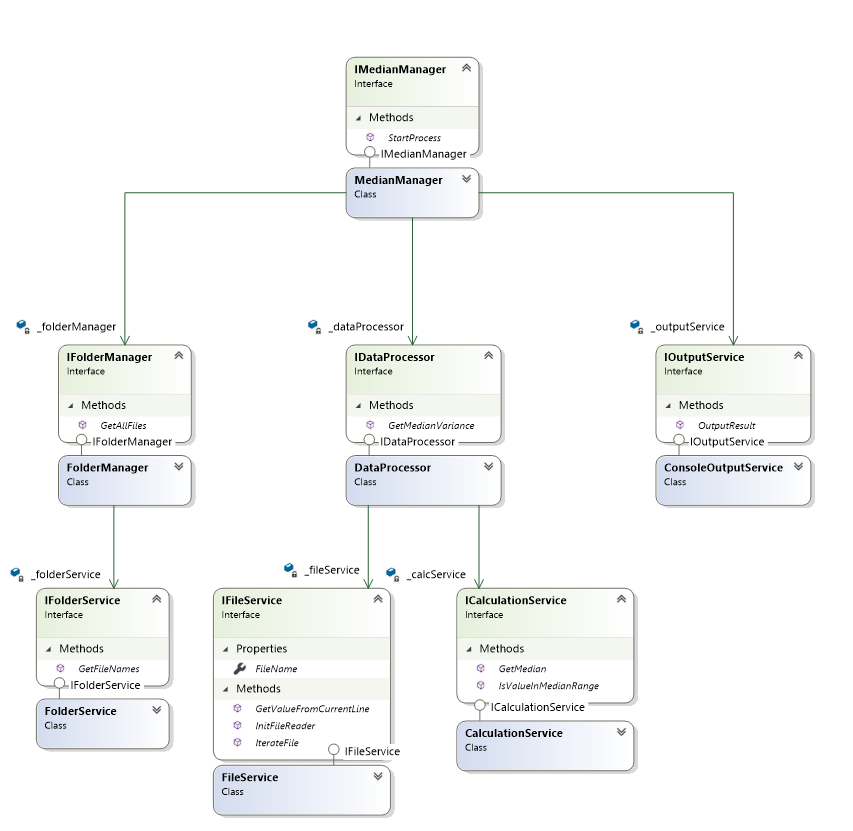 IMedianManager
Interface
Methods
StartProcess
IMedianManager
MedianManager
Class
_folderManager
_dataProcessor
_outputService
IFolderManager
Interface
Methods
GetAllFiles
IFolderManager
FolderManager
Class
IDataProcessor
Interface
Methods
GetMedianVariance
IDataProcessor
DataProcessor
Class
IOutputService
Interface
Methods
OutputResult
IOutputService
ConsoleOutputService
Class
_folderService
_fileService
_calcService
IFolderService
Interface
Methods
GetFileNames
IFolderService
FolderService
Class
IFileService
Interface
Properties
FileName
Methods
GetValueFromCurrentLine
InitFileReader
IterateFile
IFileService
FileService
Class
ICalculationService
Interface
Methods
GetMedian
IsValueInMedianRange
ICalculationService
CalculationService
Class